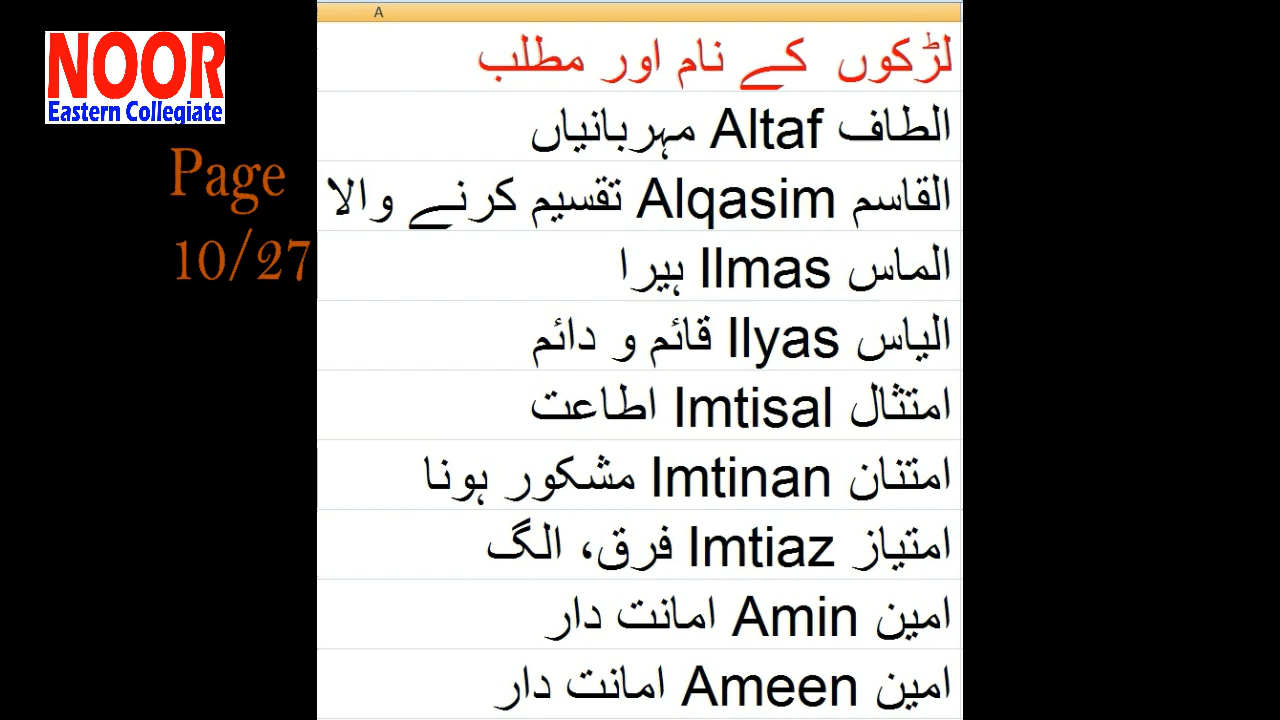 NOOR
Eastern Collegiate
Page
10/27
A
لڑکوں کے نام اور مطلب
الطاف Altaf مہربانیاں
القاسم Alqasim تقسیم کرنے والا
الماس Ilmas ہیرا
الیاس Ilyas قائم و دائم
امتثال Imtisal اطاعت
امتنان Imtinan مشکور ہونا
امتیاز Imtiaz فرق، الگ
امین Amin امانت دار
امین Ameen امانت دار